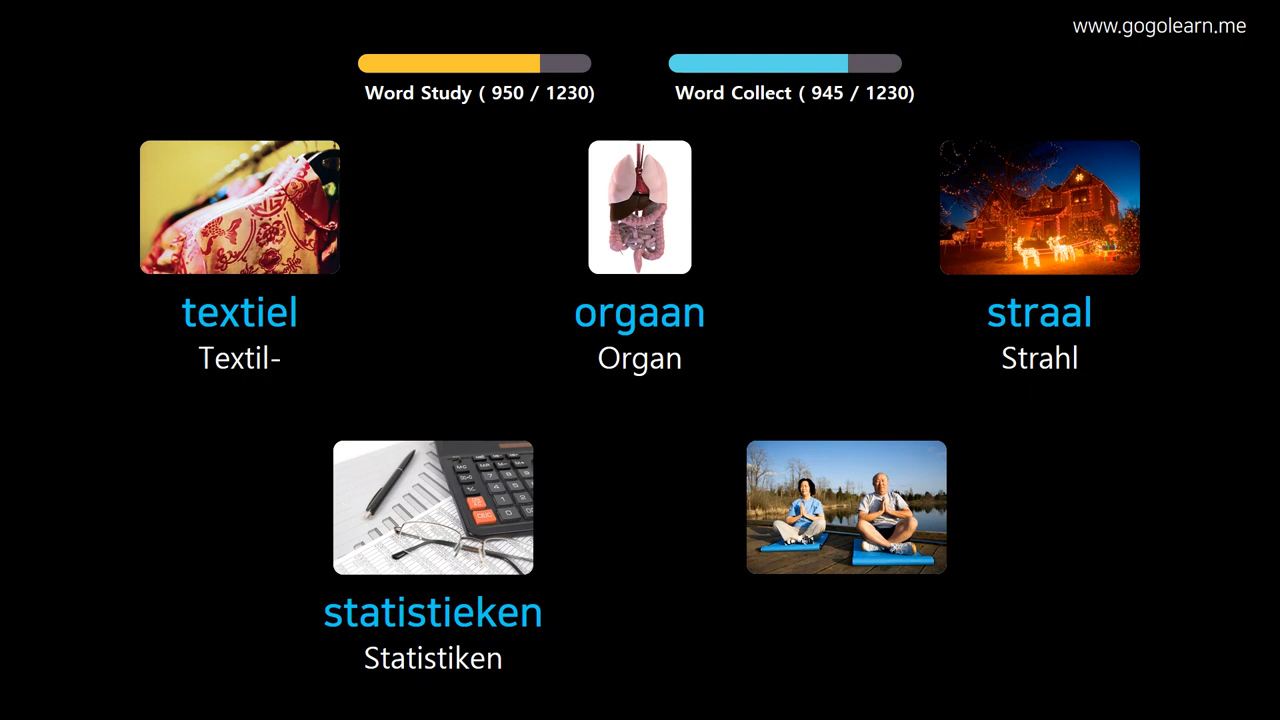 www.gogolearn.me
Word Study ( 950 / 1230)
Word Collect ( 945 / 1230)
textiel
Textil-
orgaan
Organ
straal
Strahl
statistieken
Statistiken